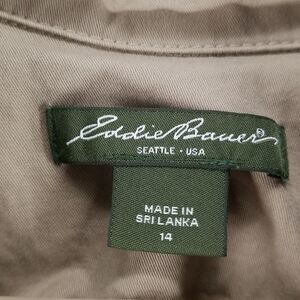 Eddie Bauer®
SEATTLE · USA
MADE IN
SRI LANKA
14